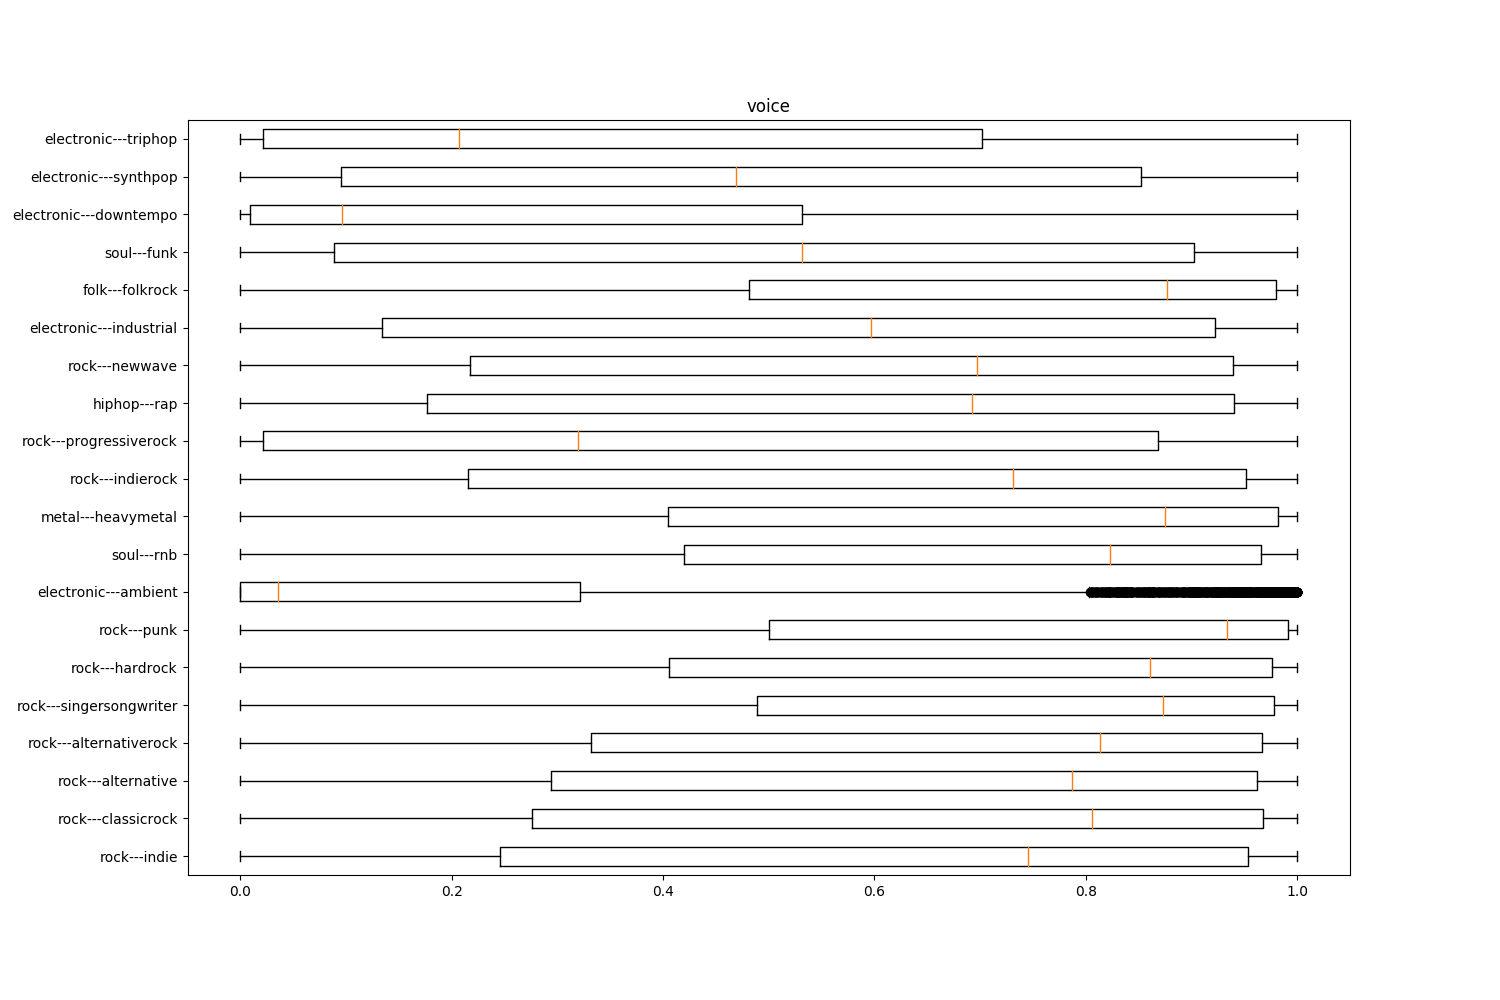 voice
electronic---triphop
electronic---synthpop
electronic---downtempo
soul---funk
folk---folkrock
electronic---industrial
rock---newwave
hiphop---rap
rock---progressiverock
rock---indierock
metal---heavymetal
soul---rnb
electronic---ambient
rock---punk
rock---hardrock
rock---singersongwriter
rock---alternativerock
rock---alternative
rock---classicrock
rock---indie
0.0 0.2 0.4 0.6 0.8 1.0